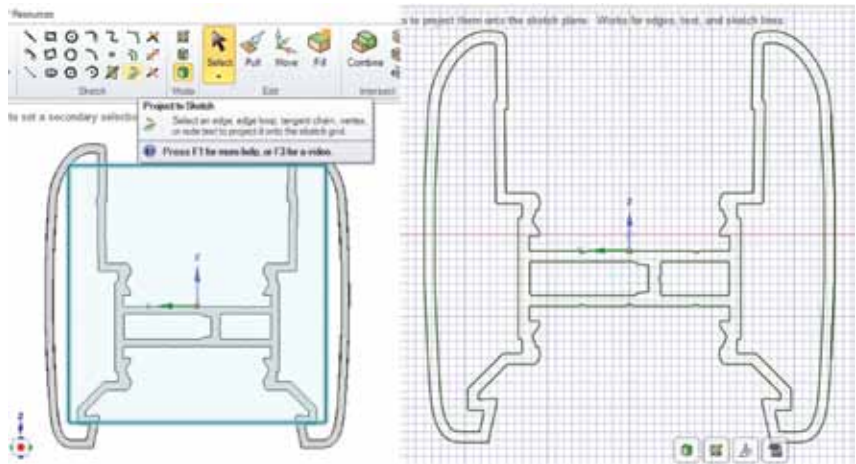 Resources
s to project them onto the sketch plane. Works for edges, text, and sketch lines.
Select
Pull
Move
Fill
Combine
Sketch
Mode
Edit
Intersect
Project to Sketch
to set a secondary selection
Select an edge, edge loop, tangent chain, vertex,
or note text to project it onto the sketch grid.
Press F1 for more help, or F3 for a video.
Z
Z
Z